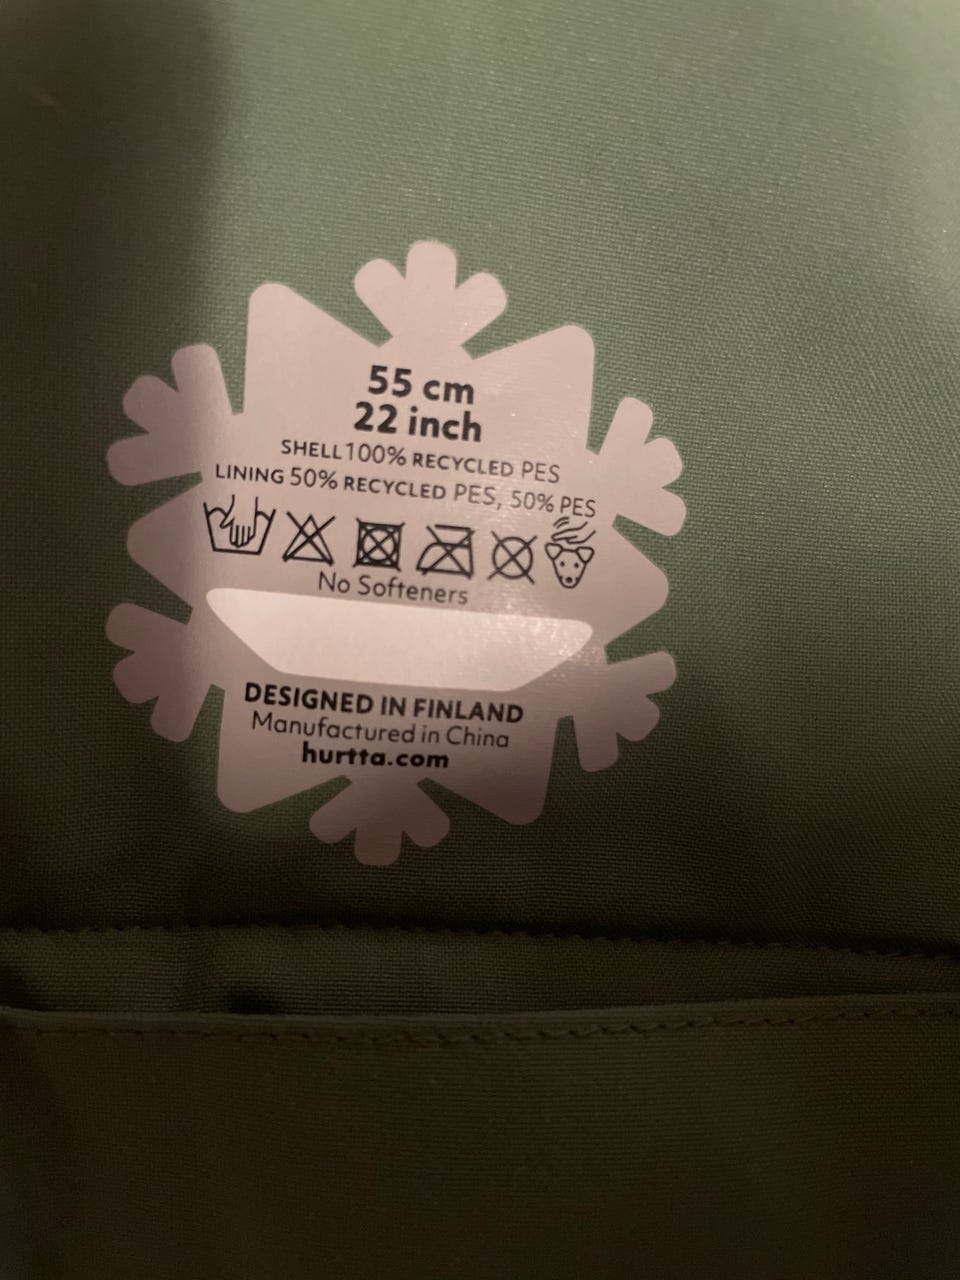 55 cm
22 inch
SHELL 100% RECYCLED PES
LINING 50% RECYCLED PES, 50% PES
No Softeners
DESIGNED IN FINLAND
Manufactured in China
hurtta.com